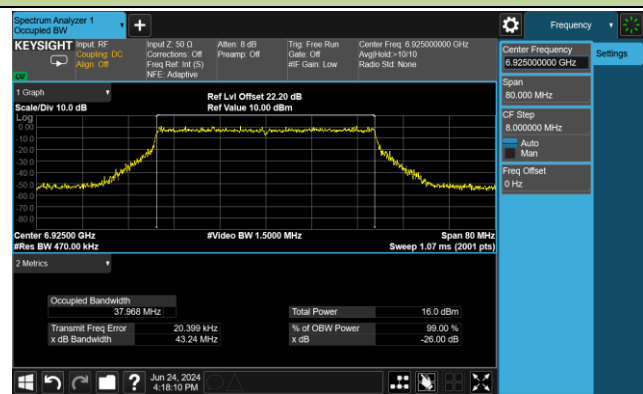 Spectrum Analyzer 1
Occupied BW
+
Frequency
KEYSIGHT
Input: RF
Coupling: DC
Align: Off
Input Z: 50 Ω
Corrections: Off
Freq Ref: Int (S)
NFE: Adaptive
Atten: 8 dB
Preamp: Off
Trig: Free Run
Gate: Off
#IF Gain: Low
Center Freq: 6.925000000 GHz
Avg|Hold:>10/10
Radio Std: None
LV
Center Frequency
6.925000000 GHz
Settings
Span
80.000 MHz
CF Step
8.000000 MHz
Auto
Man
Freq Offset
0 Hz
1 Graph
Scale/Div 10.0 dB
Ref Lvl Offset 22.20 dB
Ref Value 10.00 dBm
Log
0.00
-10.0
-20.0
-30.0
-40.0
-50.0
-60.0
-70.0
-80.0
Center 6.92500 GHz
#Video BW 1.5000 MHz
Span 80 MHz
#Res BW 470.00 kHz
Sweep 1.07 ms (2001 pts)
2 Metrics
Occupied Bandwidth
37.968 MHz
Total Power 16.0 dBm
Transmit Freq Error 20.399 kHz
% of OBW Power 99.00 %
x dB Bandwidth 43.24 MHz
x dB -26.00 dB
?
Jun 24, 2024
4:18:10 PM